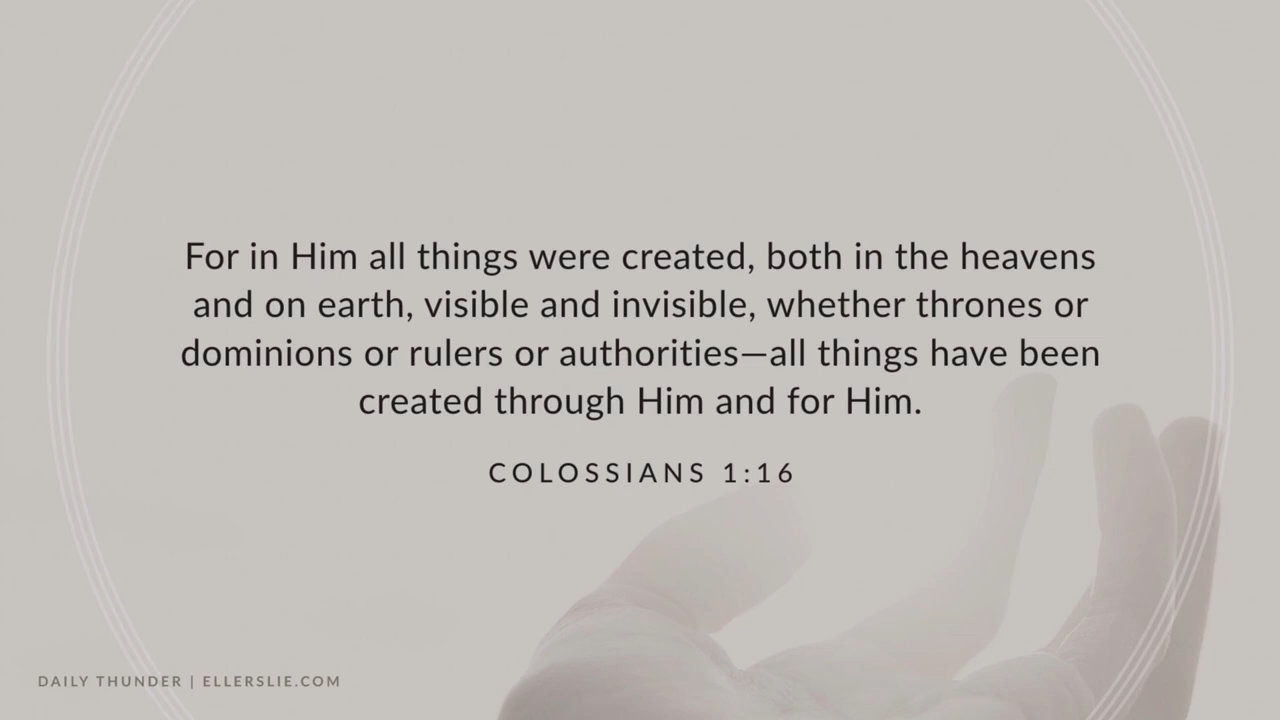 For in Him all things were created, both in the heavens
and on earth, visible and invisible, whether thrones or
dominions or rulers or authorities—all things have been
created through Him and for Him.
COLOSSIANS 1:16
DAILY THUNDER | ELLERSLIE.COM